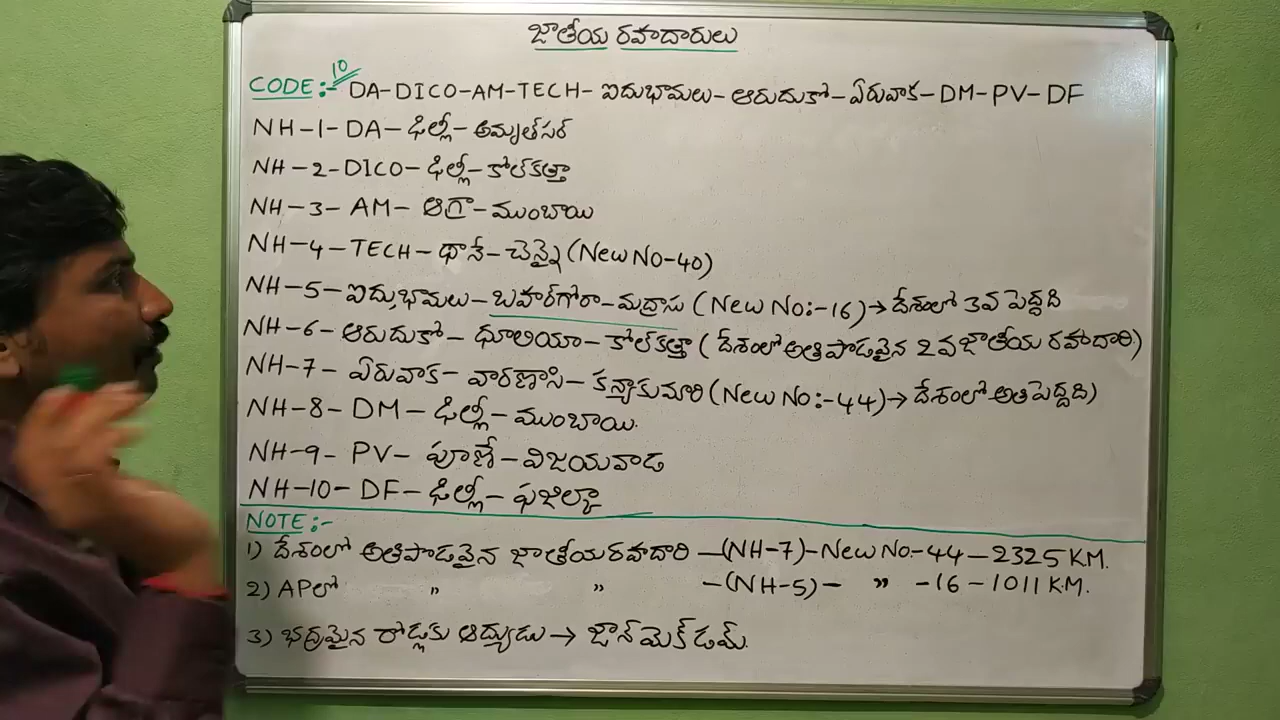 జాతీయ రహదారులు
CODE:- 10 DA-DICO-AM-TECH- ఐదుభామలు- ఆరుదుకో- ఏరువాక- DM-PV-DF
NH-1-DA- ఢిల్లీ- అమృత్‌సర్
NH-2-DICO- ఢిల్లీ- కోల్‌కత్తా
NH-3- AM- ఆగ్రా-ముంబాయి
NH-4-TECH- థానే- చెన్నై (New No-40)
NH-5-ఐదుభామలు-బహార్‌గోరా-మద్రాసు (New No:-16)→ దేశంలో 3వ పెద్దది
NH-6- ఆరుదుకో- ధూలియా- కోల్‌కత్తా ( దేశంలో అతిపొడవైన 2వ జాతీయ రహదారి)
NH-7- ఏరువాక- వారణాసి- కన్యాకుమారి (New No:-44)→ దేశంలో అతిపెద్దది)
NH-8- DM- ఢిల్లీ- ముంబాయి.
NH-9- PV- పూణే-విజయవాడ
NH-10- DF-ఢిల్లీ- ఫజిల్కా
NOTE:-
1) దేశంలో అతిపొడవైన జాతీయరహదారి -(NH-7)-New No.-44-2325 KM.
2) APలో " " -(NH-5)- " -16-1011 K.M.
3) భద్రమైన రోడ్లకు ఆద్యుడు → జాన్ మెక్‌డమ్.